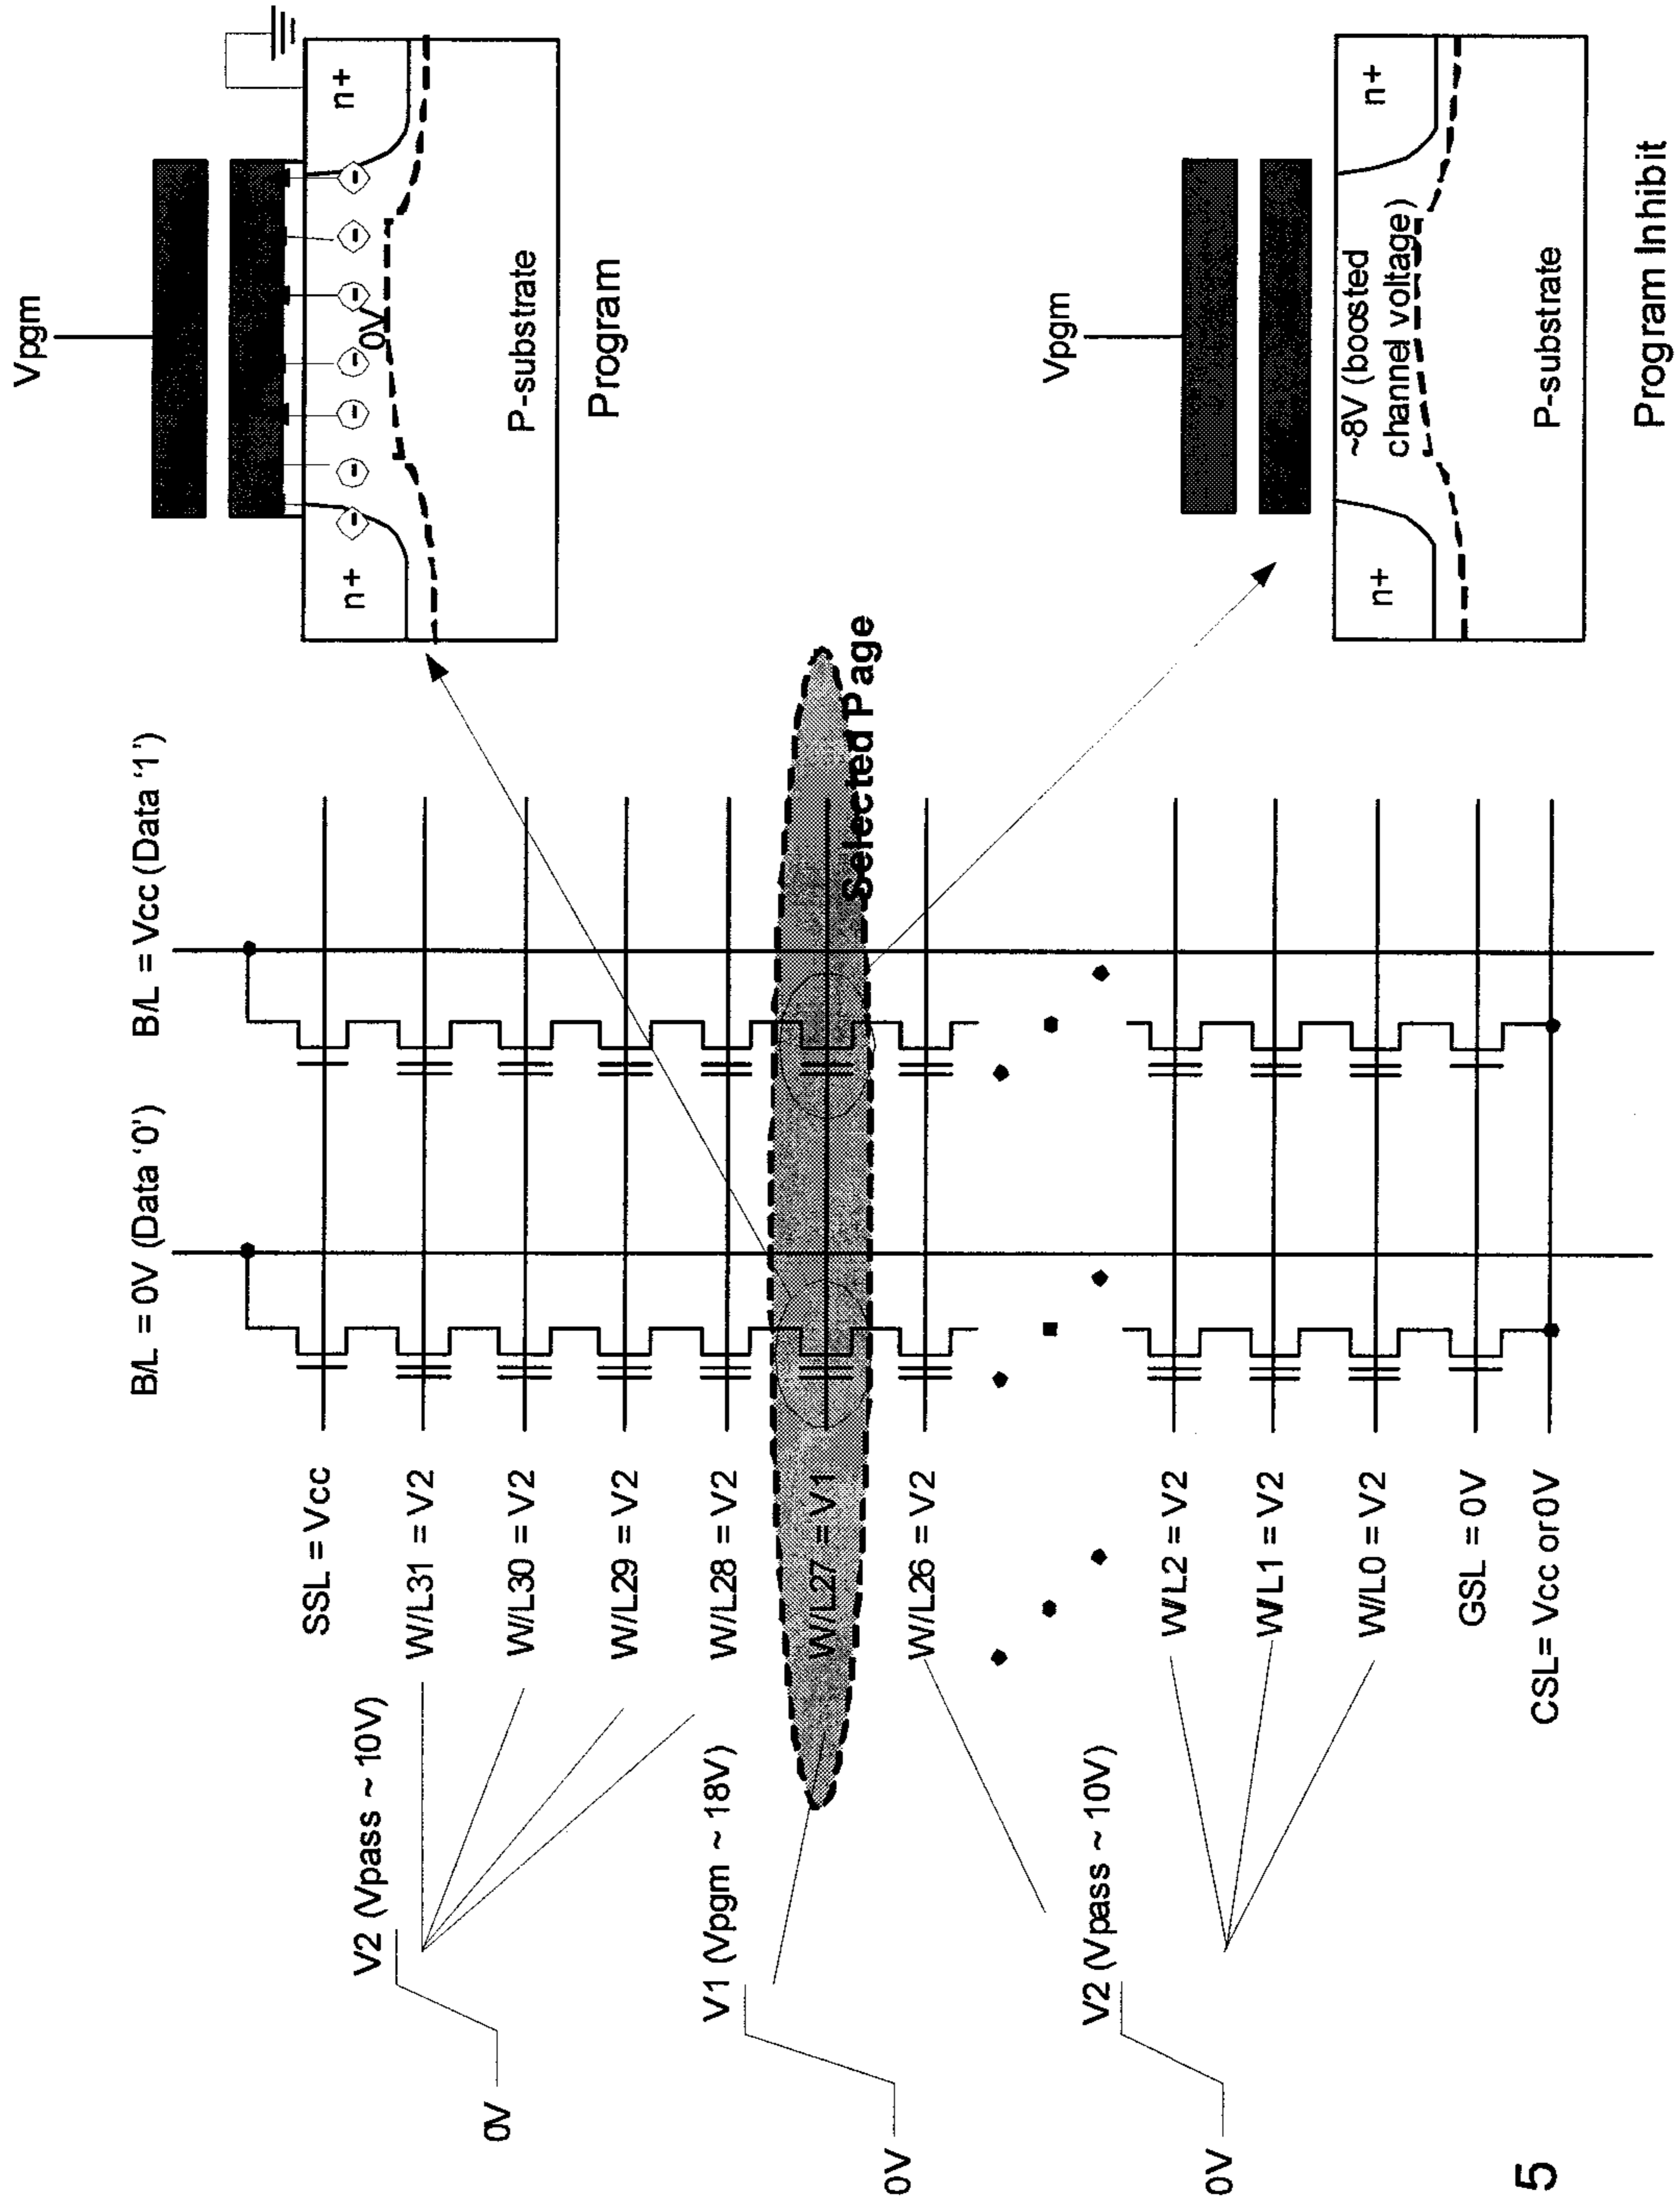 B/L = 0V (Data ‘0’)
B/L = Vcc (Data ‘1’)
SSL = Vcc
W/L31 = V2
W/L30 = V2
W/L29 = V2
W/L28 = V2
W/L27 = V1
W/L26 = V2
W/L2 = V2
W/L1 = V2
W/L0 = V2
GSL = 0V
CSL= Vcc or 0V
V2 (Vpass ~ 10V)
0V
V1 (Vpgm ~ 18V)
0V
V2 (Vpass ~ 10V)
0V
Selected Page
Vpgm
n+
n+
0V
P-substrate
Program
Vpgm
n+
n+
~8V (boosted
channel voltage)
P-substrate
Program Inhibit
5